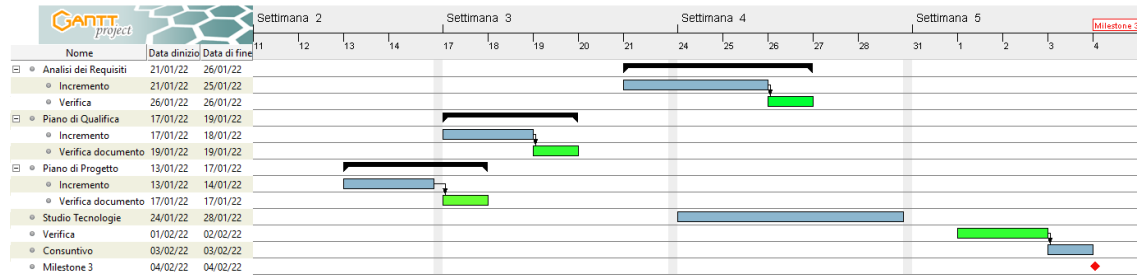 GANTT project
Settimana 2 Settimana 3 Settimana 4 Settimana 5
Milestone 3
Nome Data dinizio Data di fine
11 12 13 14 17 18 19 20 21 24 25 26 27 28 31 1 2 3 4
Analisi dei Requisiti 21/01/22 26/01/22
Incremento 21/01/22 25/01/22
Verifica 26/01/22 26/01/22
Piano di Qualifica 17/01/22 19/01/22
Incremento 17/01/22 18/01/22
Verifica documento 19/01/22 19/01/22
Piano di Progetto 13/01/22 17/01/22
Incremento 13/01/22 14/01/22
Verifica documento 17/01/22 17/01/22
Studio Tecnologie 24/01/22 28/01/22
Verifica 01/02/22 02/02/22
Consuntivo 03/02/22 03/02/22
Milestone 3 04/02/22 04/02/22